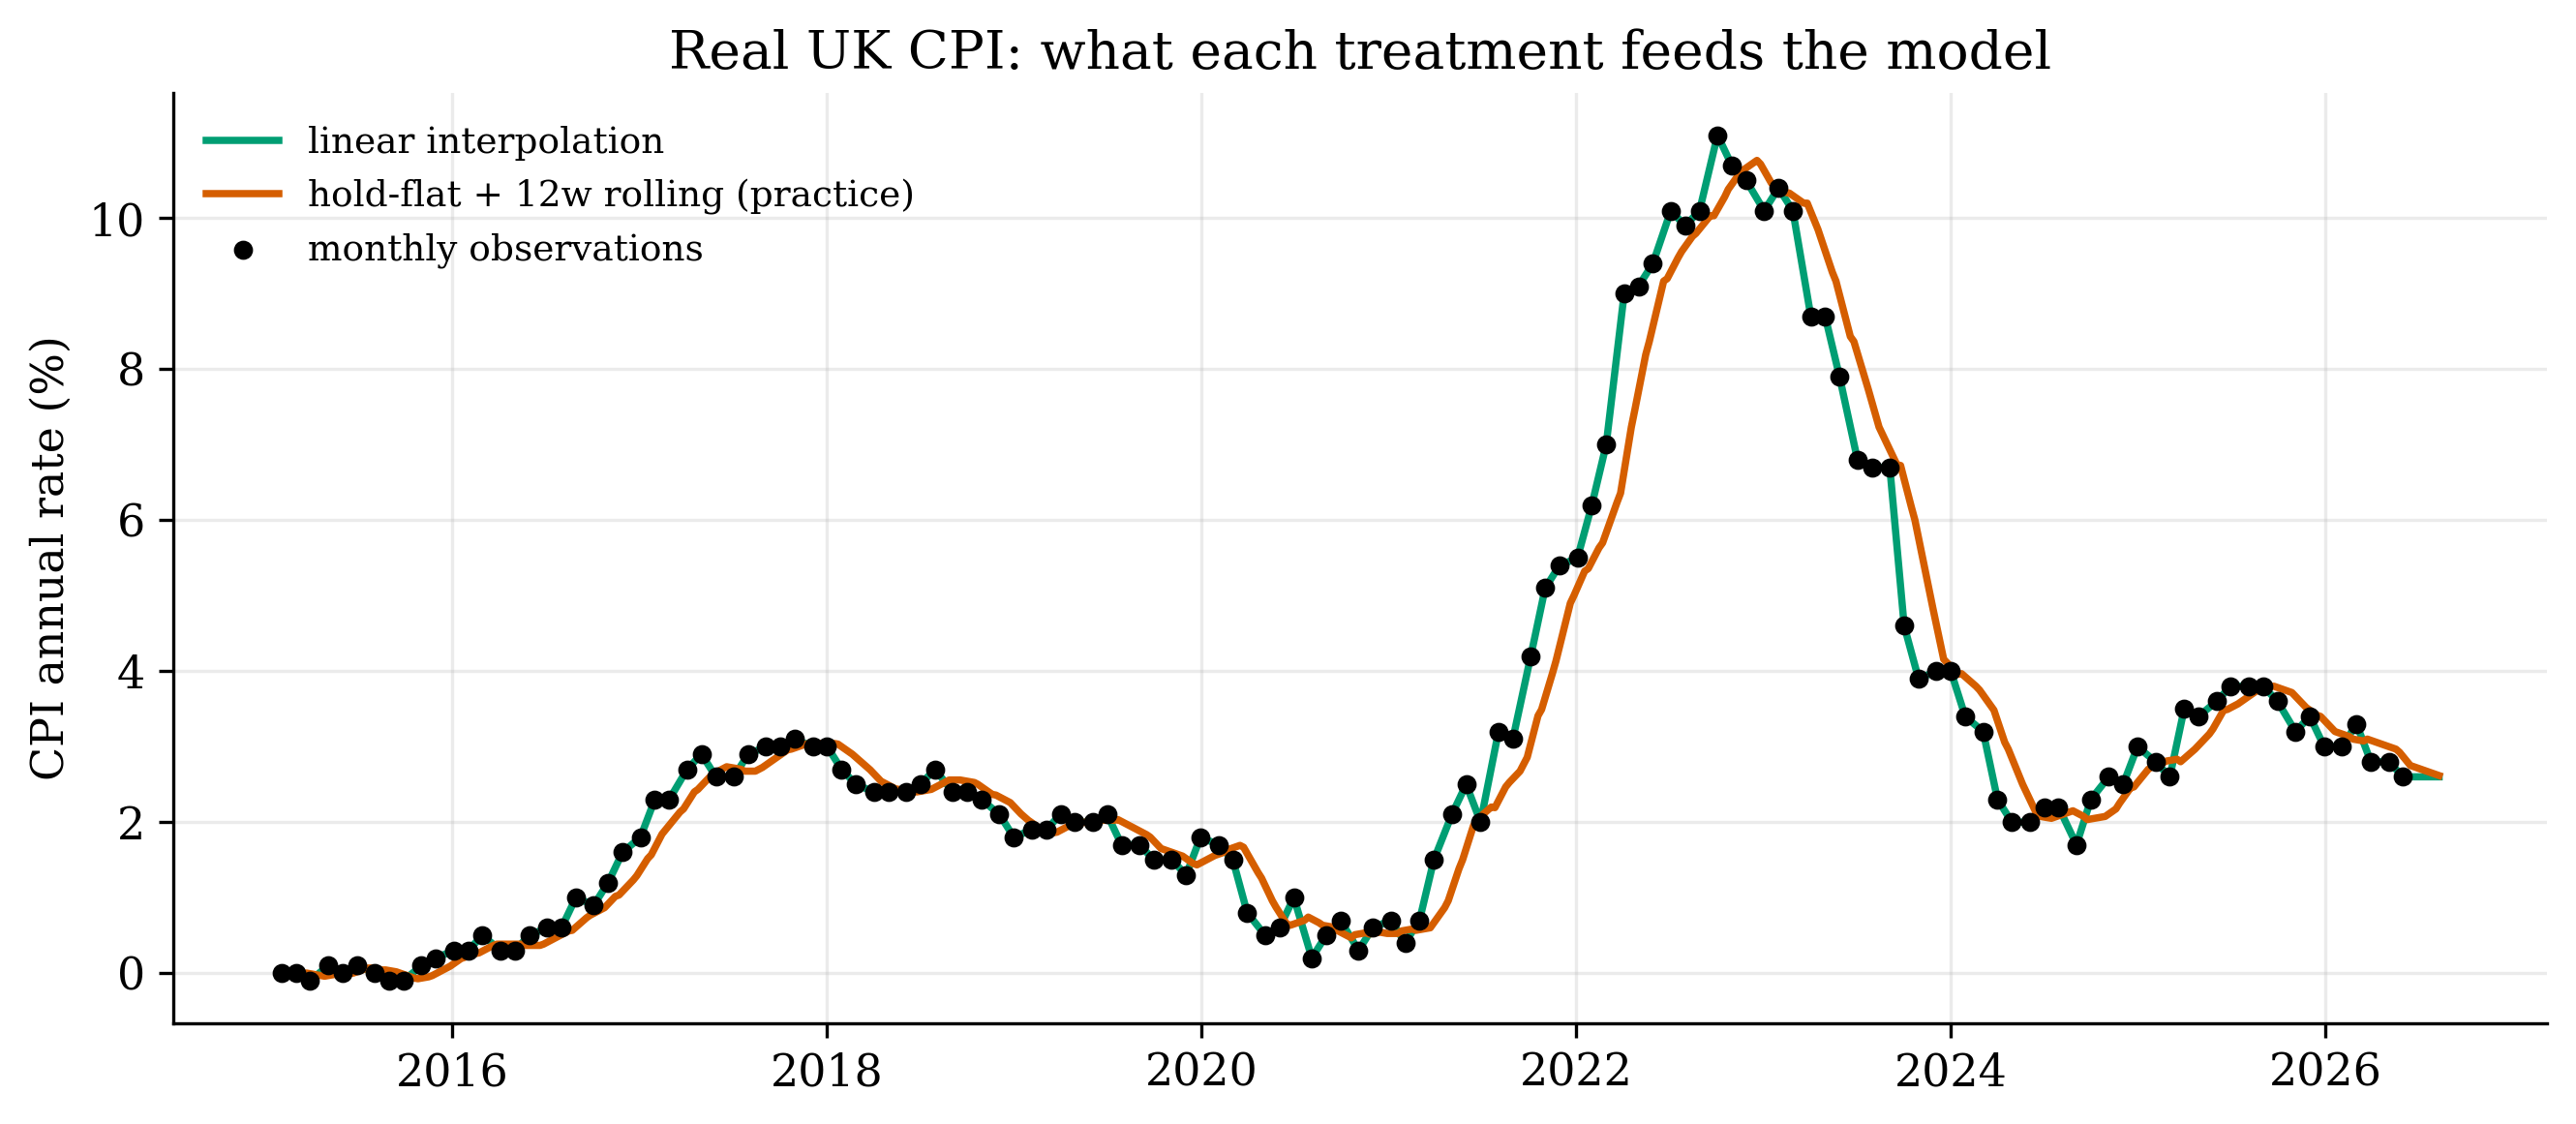 Real UK CPI: what each treatment feeds the model
linear interpolation
hold-flat + 12w rolling (practice)
monthly observations
CPI annual rate (%)
10
8
6
4
2
0
2016 2018 2020 2022 2024 2026